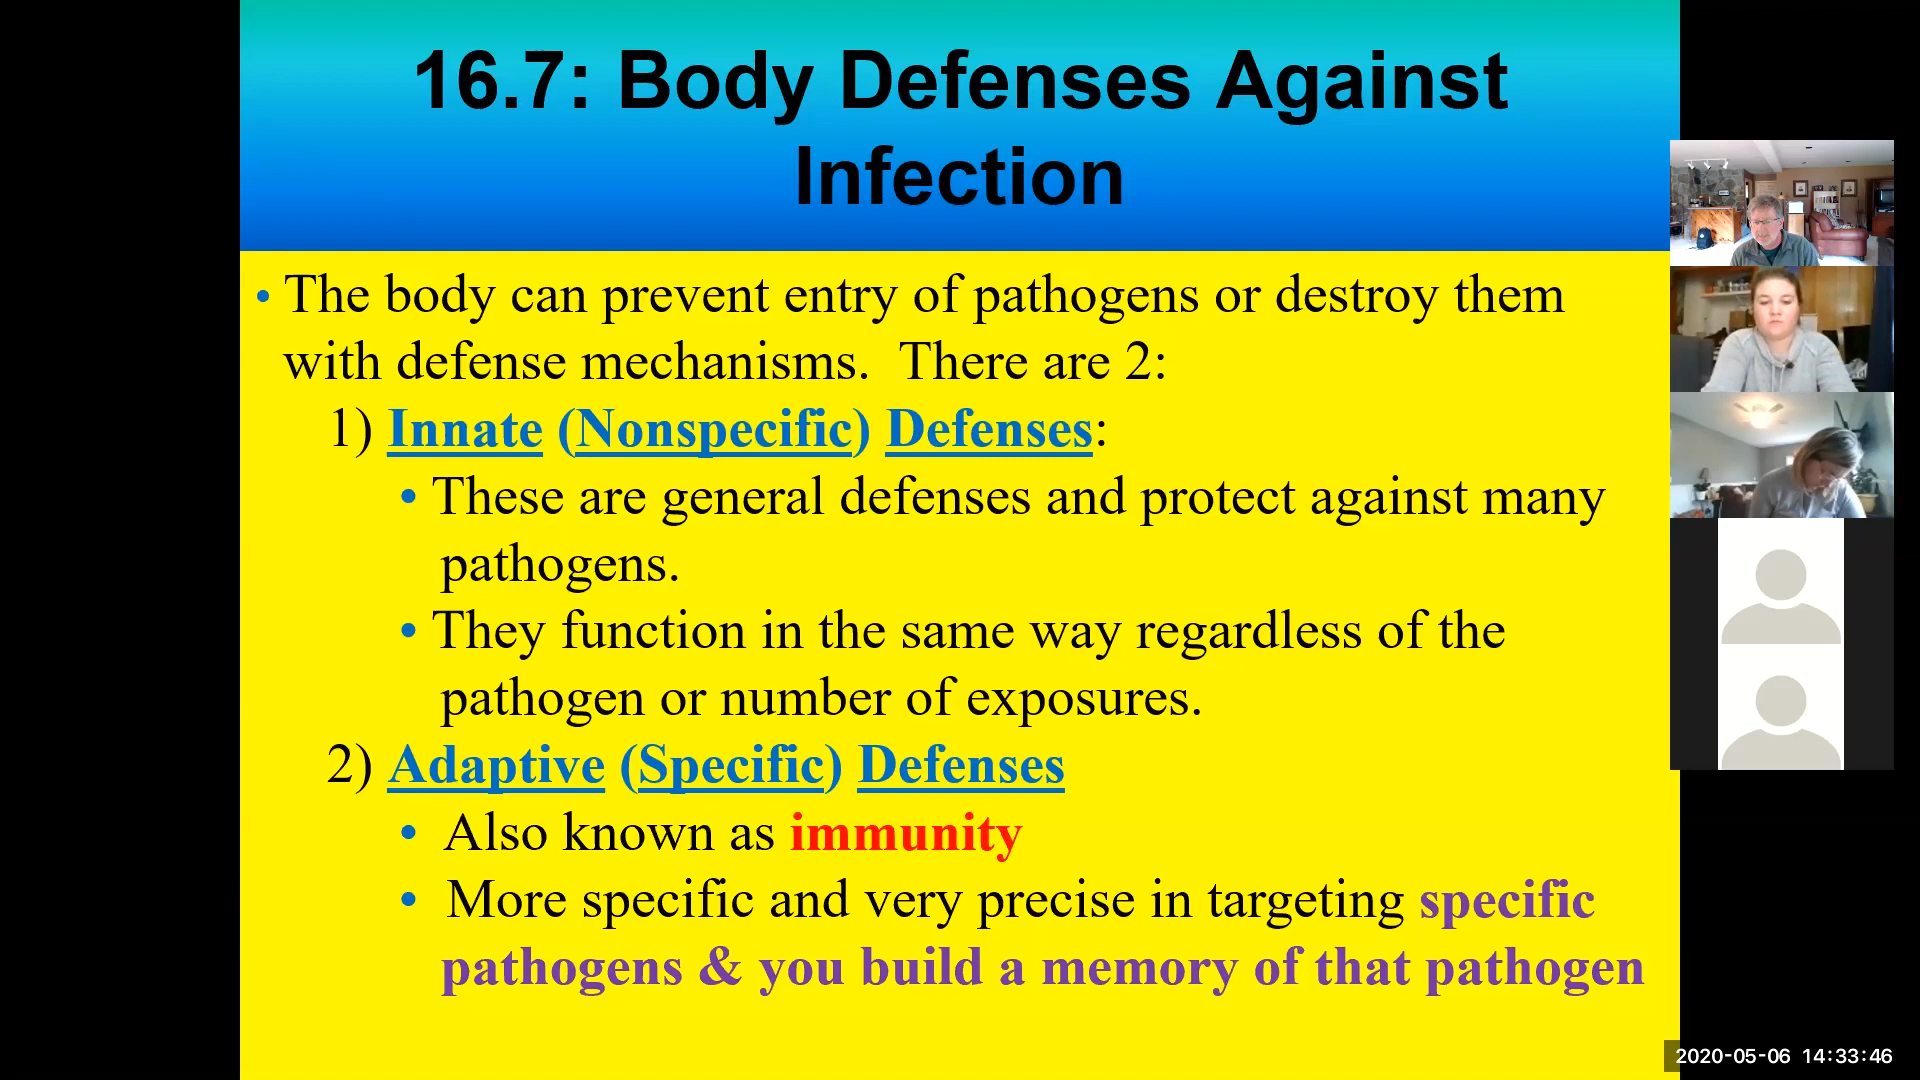 16.7: Body Defenses Against
Infection
• The body can prevent entry of pathogens or destroy them
with defense mechanisms.  There are 2:
1) Innate (Nonspecific) Defenses:
• These are general defenses and protect against many
pathogens.
• They function in the same way regardless of the
pathogen or number of exposures.
2) Adaptive (Specific) Defenses
• Also known as immunity
• More specific and very precise in targeting specific
pathogens & you build a memory of that pathogen
2020-05-06 14:33:46